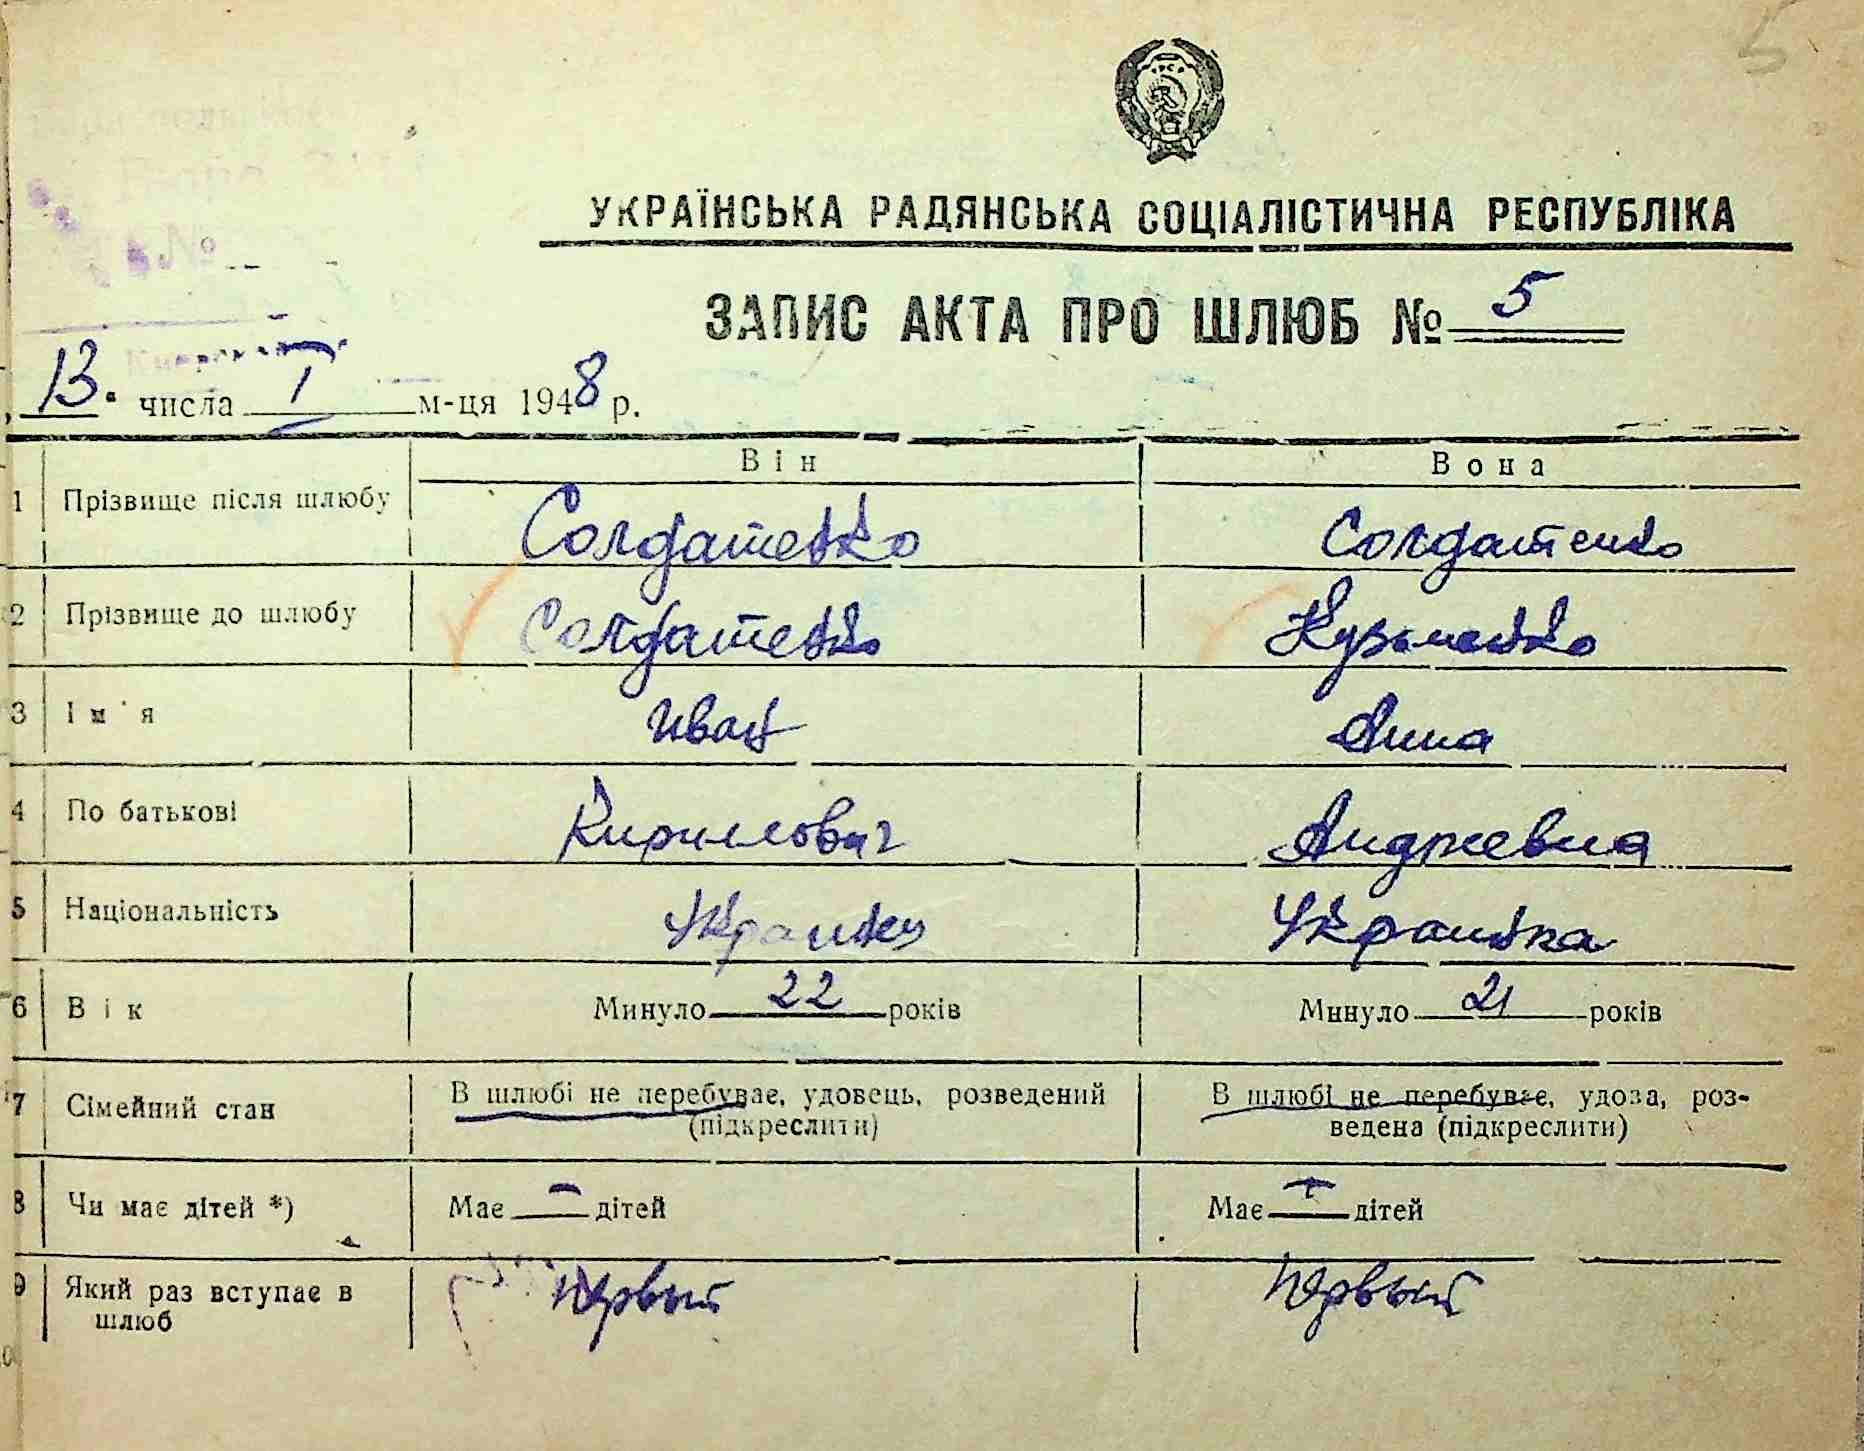 5
УКРАЇНСЬКА РАДЯНСЬКА СОЦІАЛІСТИЧНА РЕСПУБЛІКА
ЗАПИС АКТА ПРО ШЛЮБ № 5
№
13. числа I м-ця 1948 р.
Він Вона
1 Прізвище після шлюбу Солдатенко Солдатенко
2 Прізвище до шлюбу Солдатенко Кузьменко
3 Ім'я Иван Анна
4 По батькові Кириллович Андреевна
5 Національність Украинец Украинка
6 Вік Минуло 22 років Минуло 21 років
7 Сімейний стан В шлюбі не перебуває, удовець, розведений (підкреслити) В шлюбі не перебуває, удова, роз-
ведена (підкреслити)
8 Чи має дітей *) Має — дітей Має — дітей
9 Який раз вступає в Первый Первый
шлюб